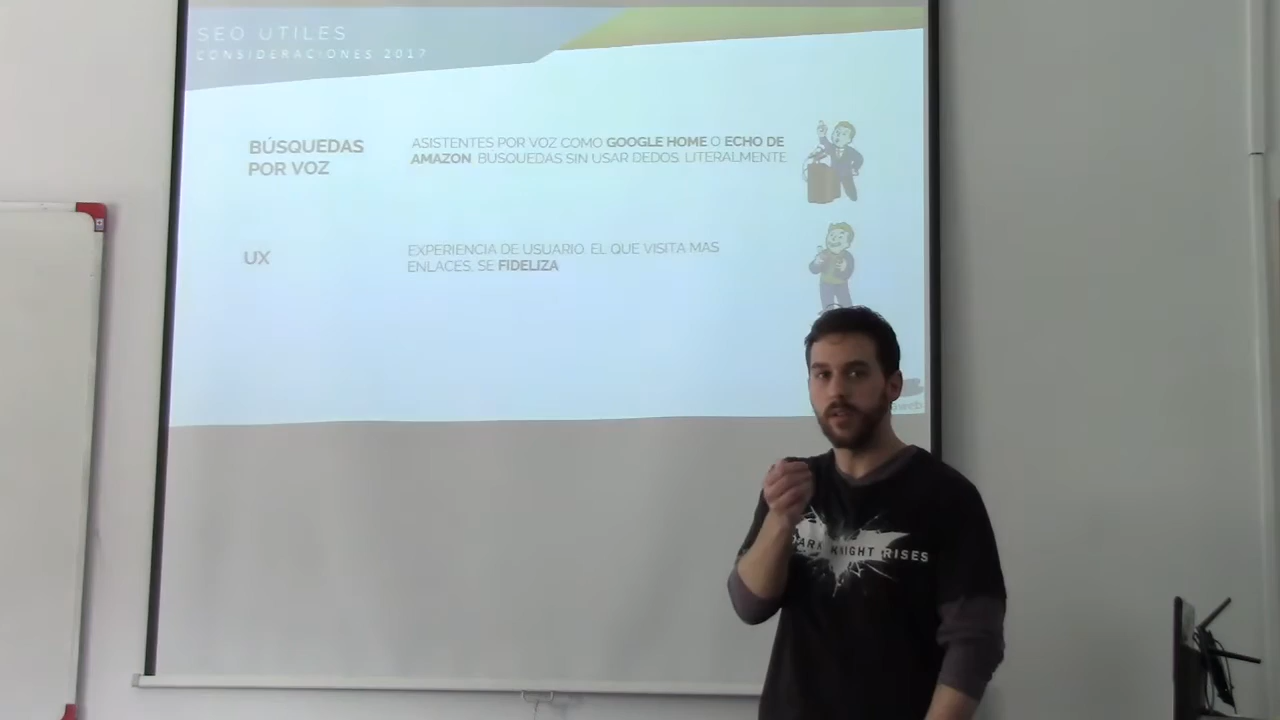 SEO UTILES
CONSIDERACIONES 2017
BÚSQUEDAS
POR VOZ
ASISTENTES POR VOZ COMO GOOGLE HOME O ECHO DE
AMAZON. BUSQUEDAS SIN USAR DEDOS. LITERALMENTE
UX
EXPERIENCIA DE USUARIO. EL QUE VISITA MAS
ENLACES, SE FIDELIZA
DARK KNIGHT RISES